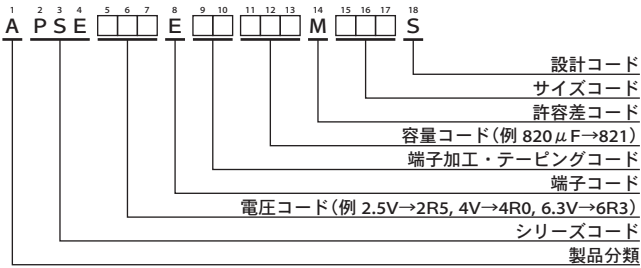 1 2 3 4 5 6 7 8 9 10 11 12 13 14 15 16 17 18
A P S E E M S
設計コード
サイズコード
許容差コード
容量コード(例 820μF→821)
端子加工・テーピングコード
端子コード
電圧コード(例 2.5V→2R5, 4V→4R0, 6.3V→6R3)
シリーズコード
製品分類